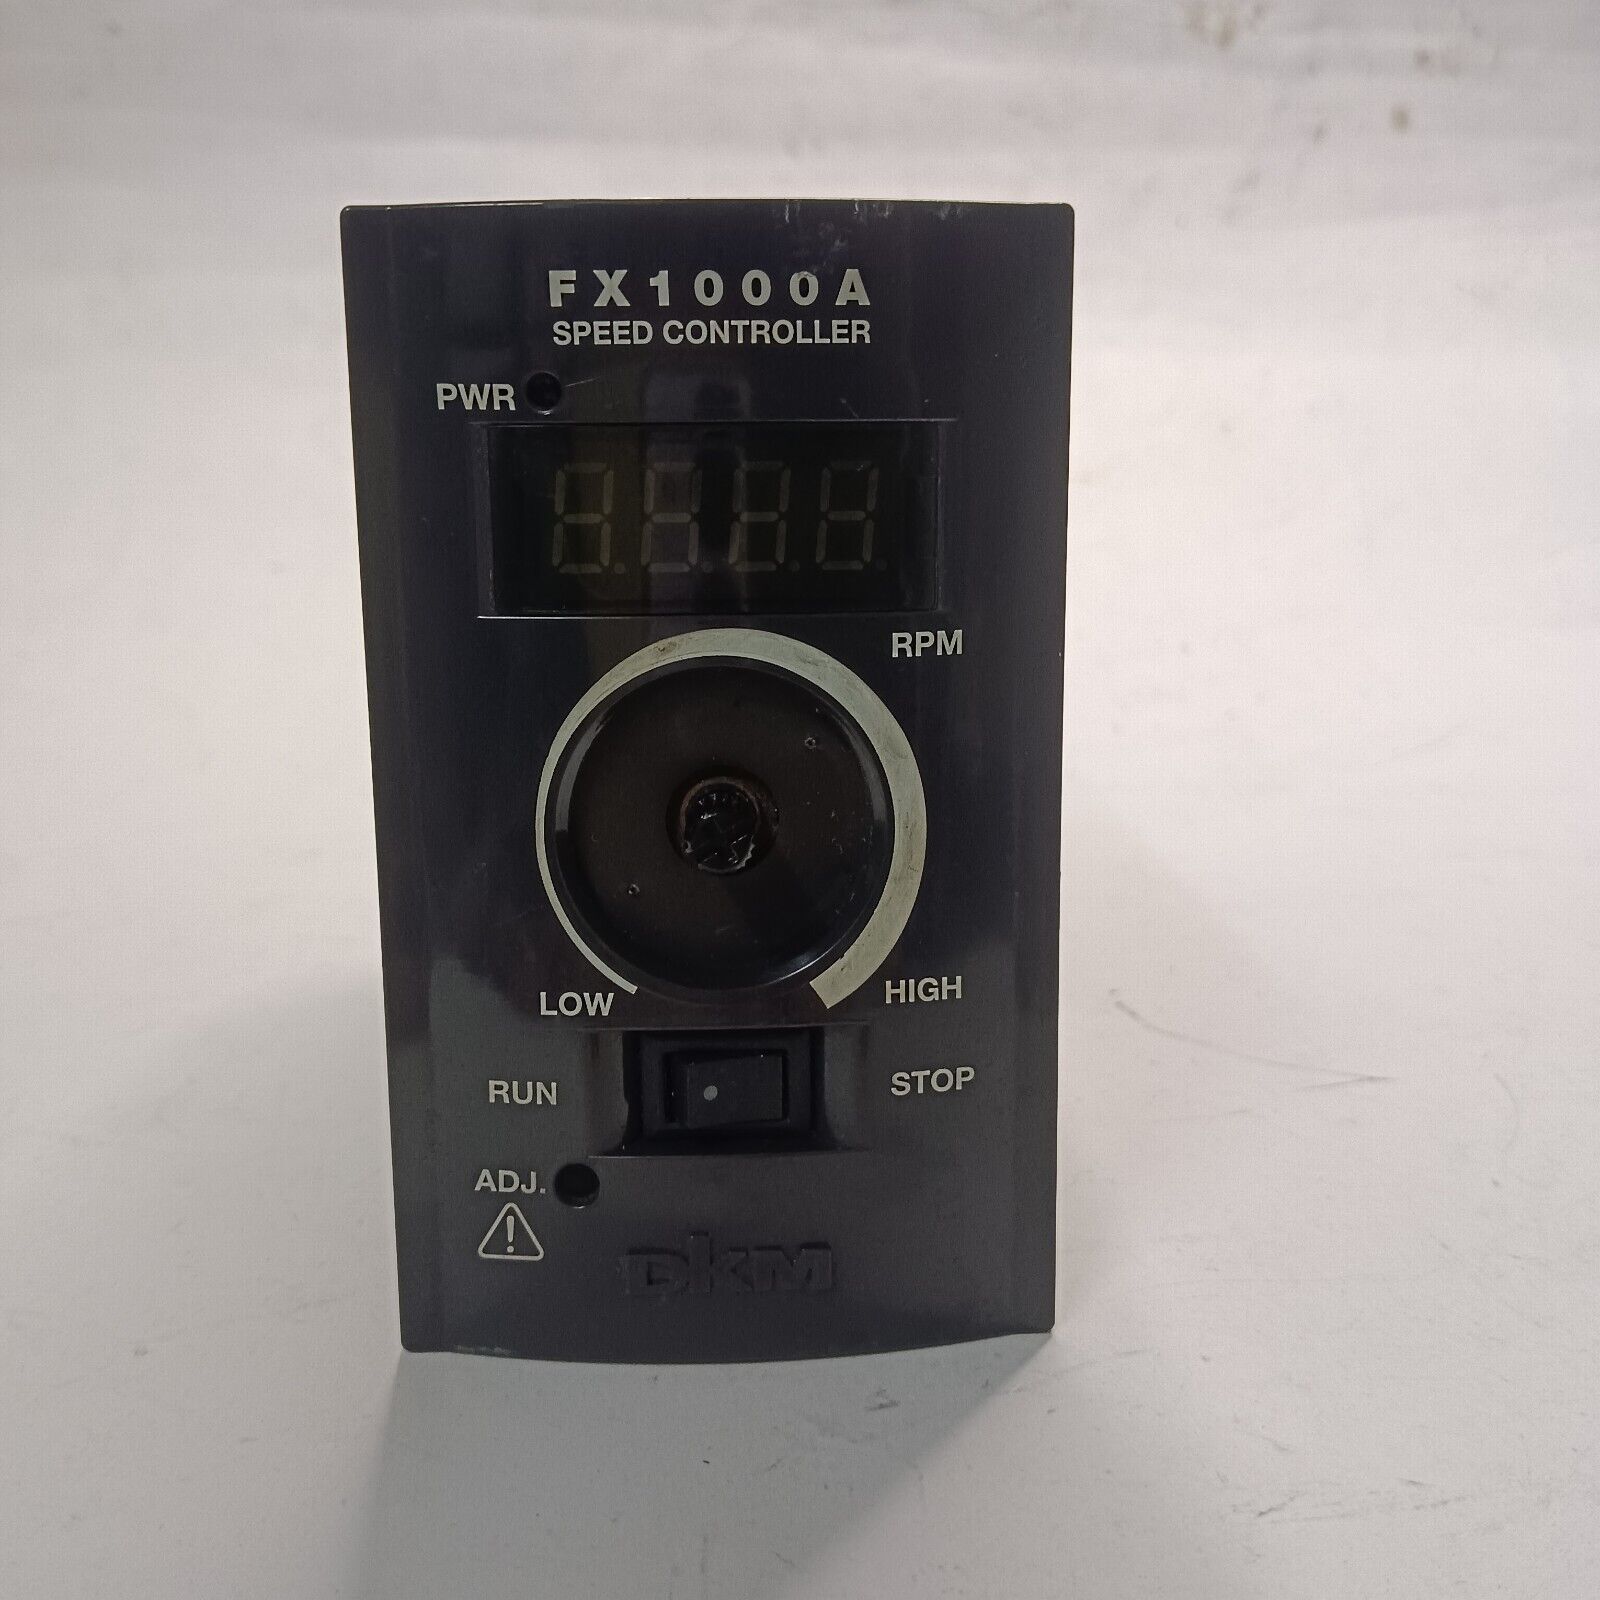 FX1000A
SPEED CONTROLLER
PWR
RPM
LOW
HIGH
RUN
STOP
ADJ.
DKM